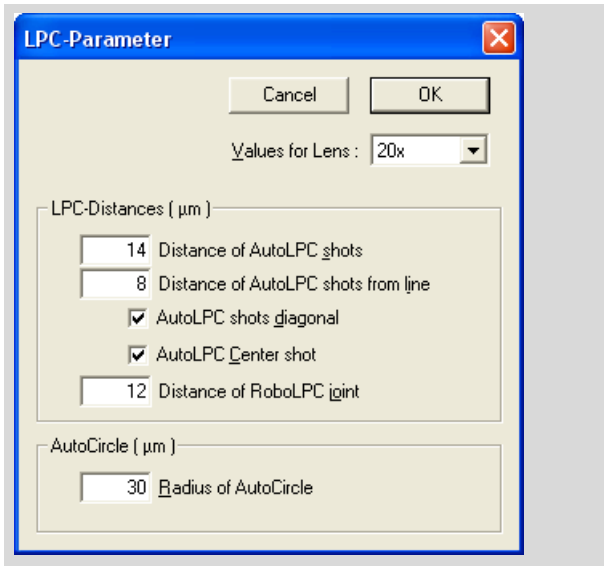 LPC-Parameter
Cancel
OK
Values for Lens : 20x
LPC-Distances ( µm )
14 Distance of AutoLPC shots
8 Distance of AutoLPC shots from line
AutoLPC shots diagonal
AutoLPC Center shot
12 Distance of RoboLPC joint
AutoCircle ( µm )
30 Radius of AutoCircle